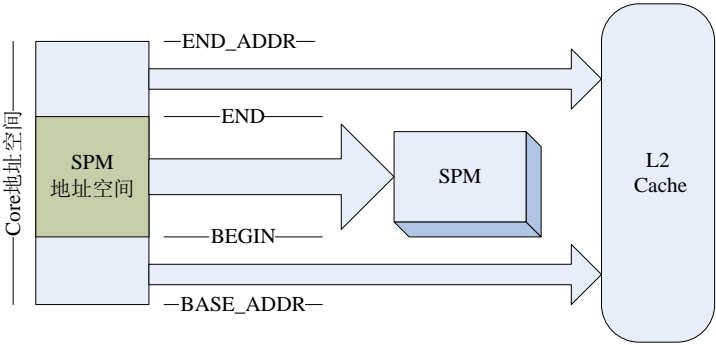 END_ADDR
END
Core地址空间
SPM
地址空间
SPM
L2
Cache
BEGIN
BASE_ADDR